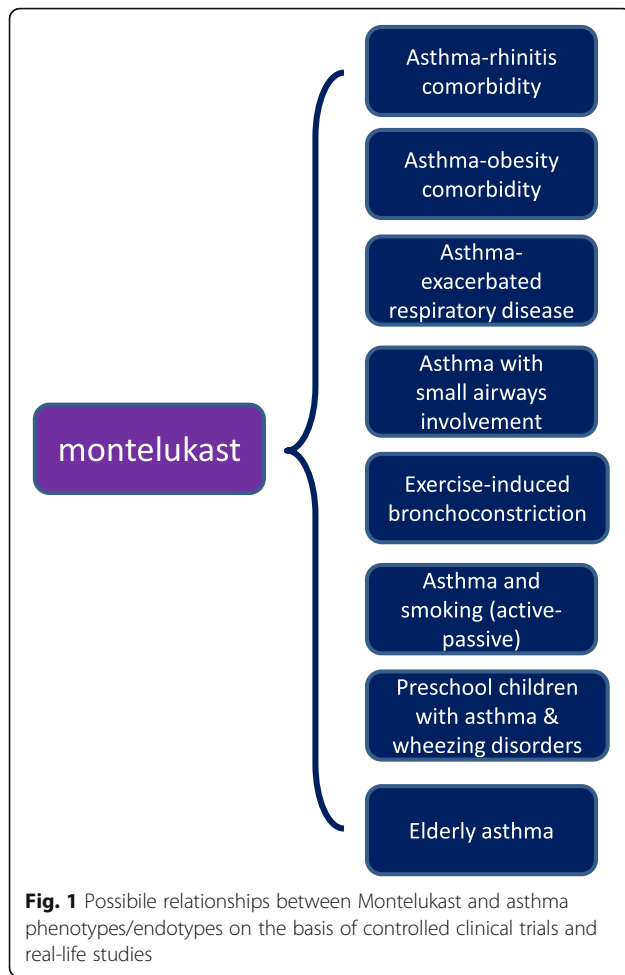 Asthma-rhinitis
comorbidity
Asthma-obesity
comorbidity
Asthma-
exacerbated
respiratory disease
Asthma with
small airways
involvement
montelukast
Exercise-induced
bronchoconstriction
Asthma and
smoking (active-
passive)
Preschool children
with asthma &
wheezing disorders
Elderly asthma
Fig. 1 Possibile relationships between Montelukast and asthma
phenotypes/endotypes on the basis of controlled clinical trials and
real-life studies